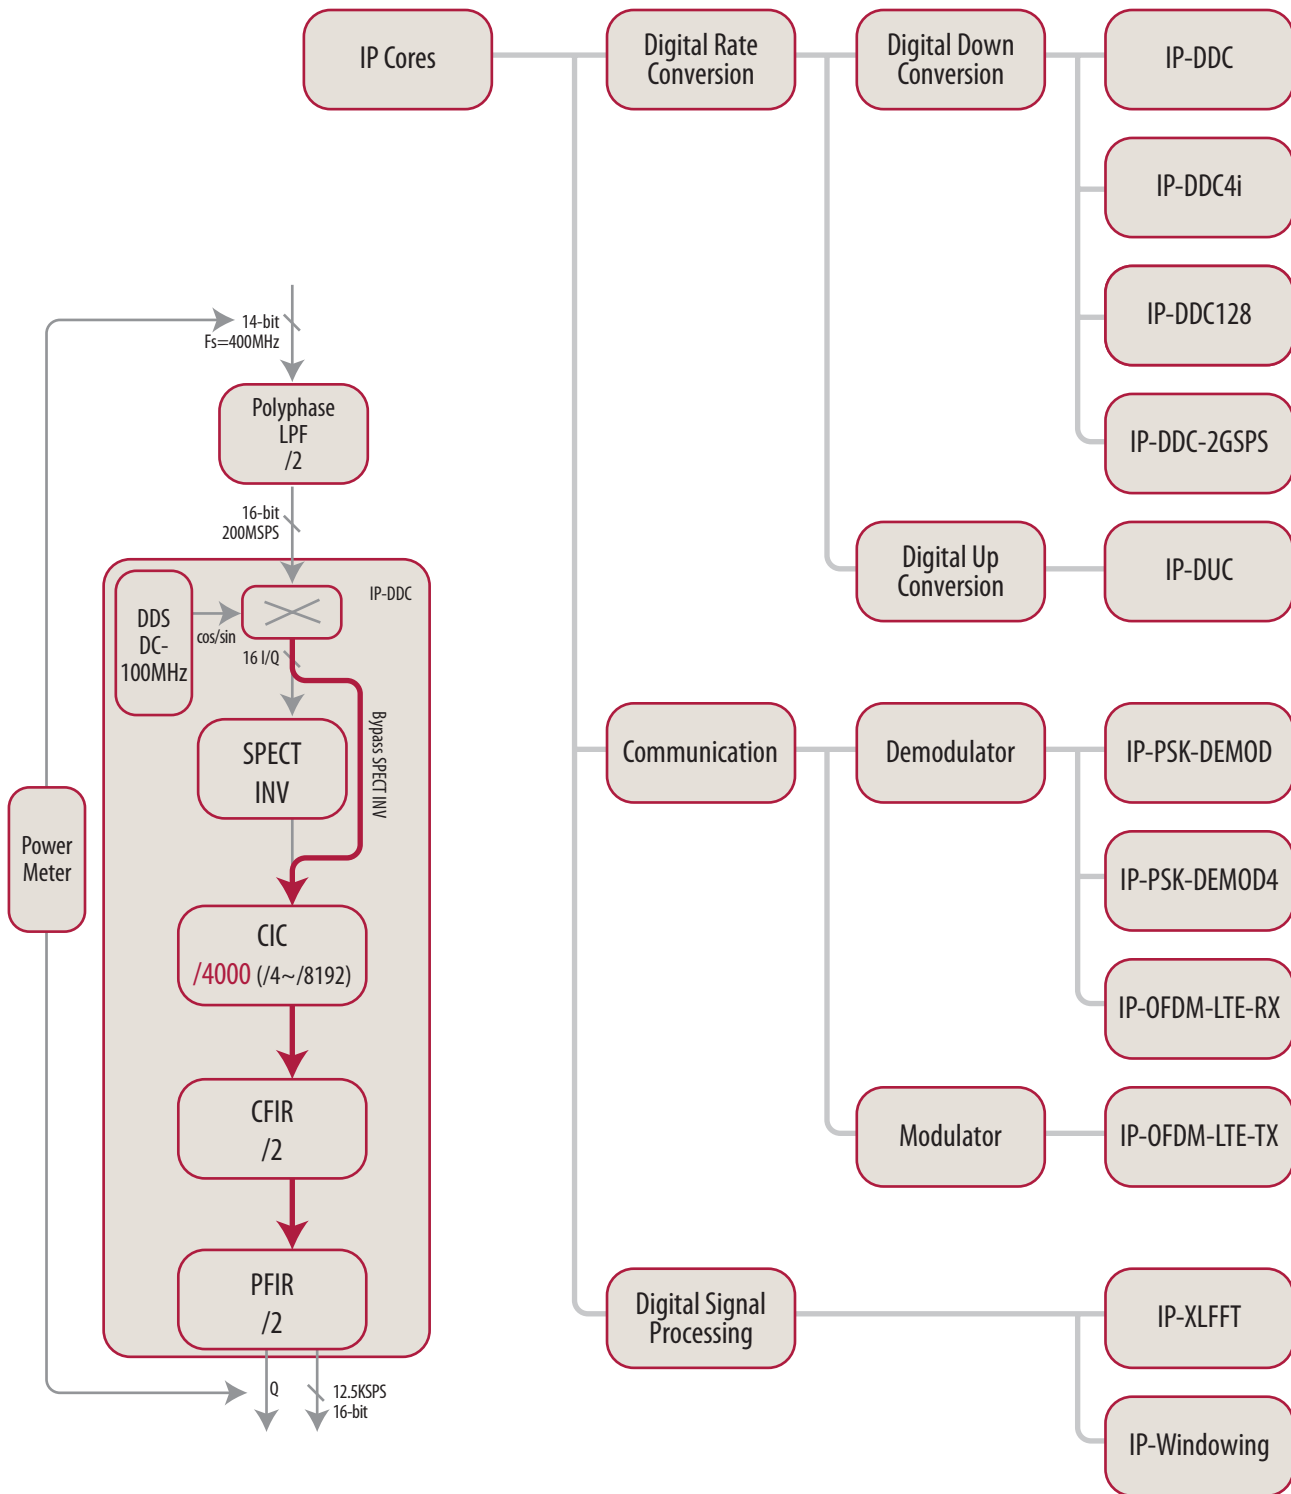 IP Cores
Digital Rate
Conversion
Digital Down
Conversion
IP-DDC
IP-DDC4i
IP-DDC128
IP-DDC-2GSPS
Digital Up
Conversion
IP-DUC
Communication
Demodulator
IP-PSK-DEMOD
IP-PSK-DEMOD4
IP-OFDM-LTE-RX
Modulator
IP-OFDM-LTE-TX
Digital Signal
Processing
IP-XLFFT
IP-Windowing
14-bit
Fs=400MHz
Polyphase
LPF
/2
16-bit
200MSPS
IP-DDC
DDS
DC-
100MHz
cos/sin
16 I/Q
Bypass SPECT INV
SPECT
INV
Power
Meter
CIC
/4000 (/4~/8192)
CFIR
/2
PFIR
/2
Q
12.5KSPS
16-bit